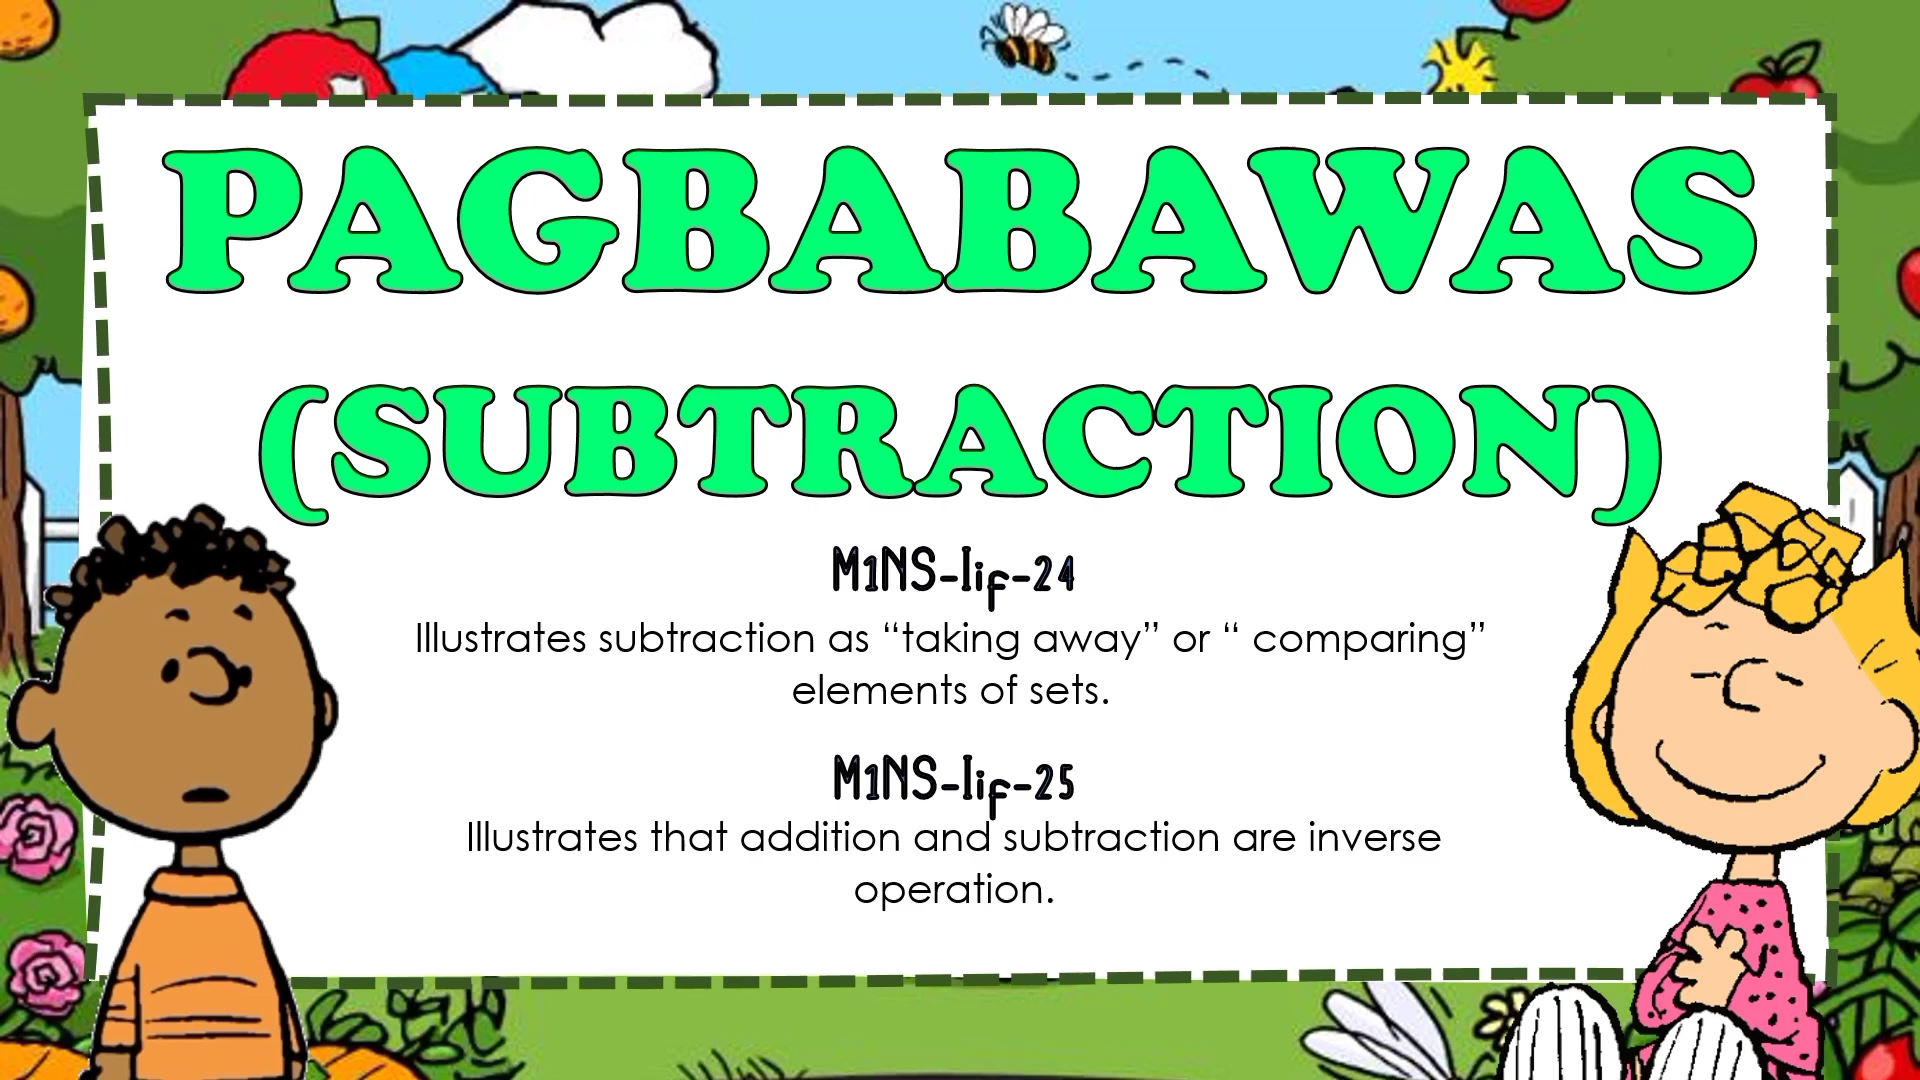 PAGBABAWAS
(SUBTRACTION)
M1NS-Iif-24
Illustrates subtraction as “taking away” or “ comparing”
elements of sets.
M1NS-Iif-25
Illustrates that addition and subtraction are inverse
operation.